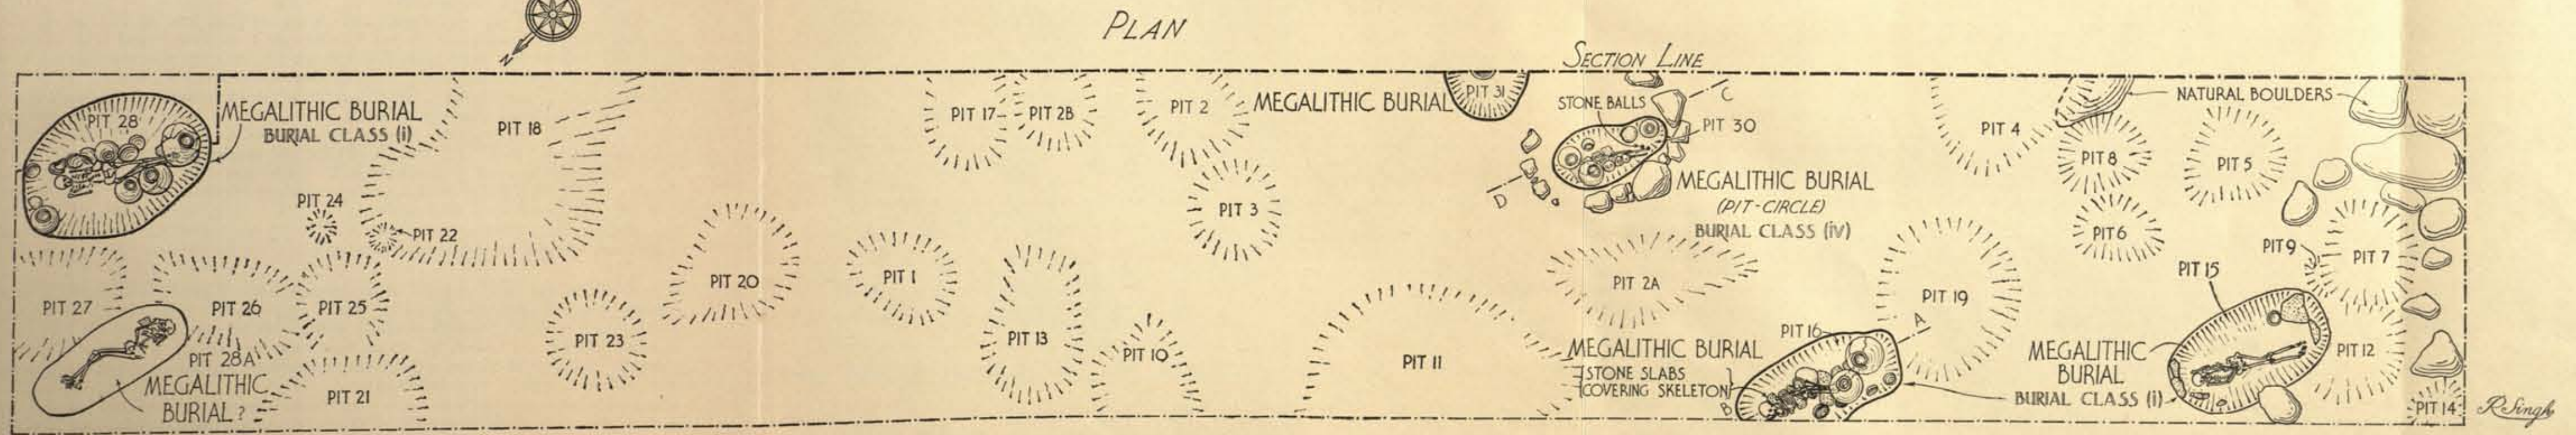 PLAN
N
SECTION LINE
PIT 28
MEGALITHIC BURIAL
BURIAL CLASS (i)
PIT 18
PIT 17
PIT 2B
PIT 2
MEGALITHIC BURIAL
PIT 31
STONE BALLS
C
PIT 30
D
MEGALITHIC BURIAL
(PIT-CIRCLE)
BURIAL CLASS (iv)
PIT 4
NATURAL BOULDERS
PIT 8
PIT 5
PIT 24
PIT 22
PIT 3
PIT 6
PIT 9
PIT 7
PIT 27
PIT 26
PIT 25
PIT 20
PIT 1
PIT 2A
PIT 19
PIT 15
PIT 23
PIT 13
PIT 10
PIT 11
PIT 16
A
MEGALITHIC BURIAL
STONE SLABS
COVERING SKELETON
B
MEGALITHIC
BURIAL
BURIAL CLASS (i)
PIT 12
PIT 28A
MEGALITHIC
BURIAL ?
PIT 21
PIT 14
R Singh